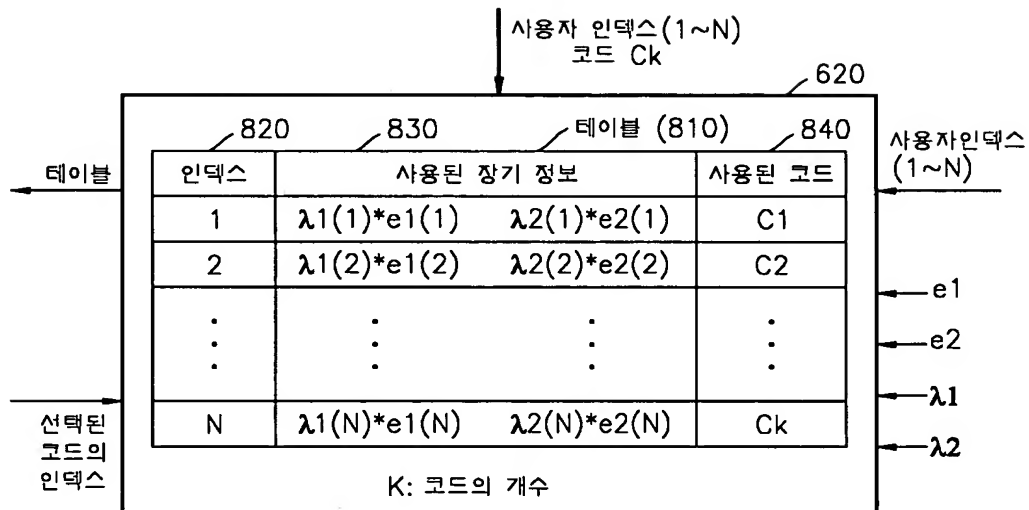 사용자 인덱스(1~N)
코드 Ck
620
820
830
테이블 (810)
840
테이블
사용자인덱스
(1~N)
인덱스 사용된 장기 정보 사용된 코드
1 λ1(1)*e1(1) λ2(1)*e2(1) C1
2 λ1(2)*e1(2) λ2(2)*e2(2) C2
e1
e2
λ1
N λ1(N)*e1(N) λ2(N)*e2(N) Ck
λ2
선택된
코드의
인덱스
K: 코드의 개수